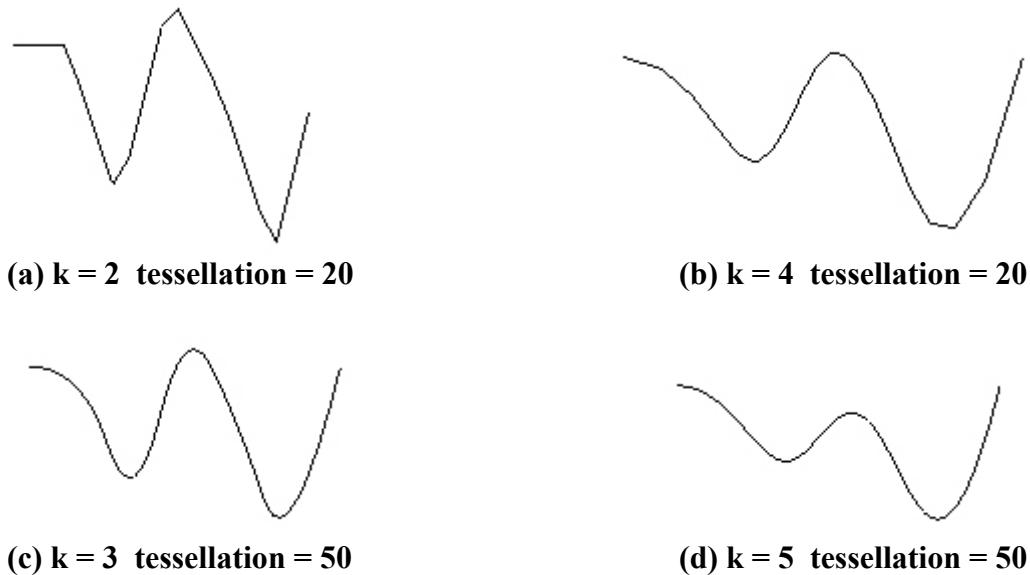 (a) k = 2 tessellation = 20
(b) k = 4 tessellation = 20
(c) k = 3 tessellation = 50
(d) k = 5 tessellation = 50